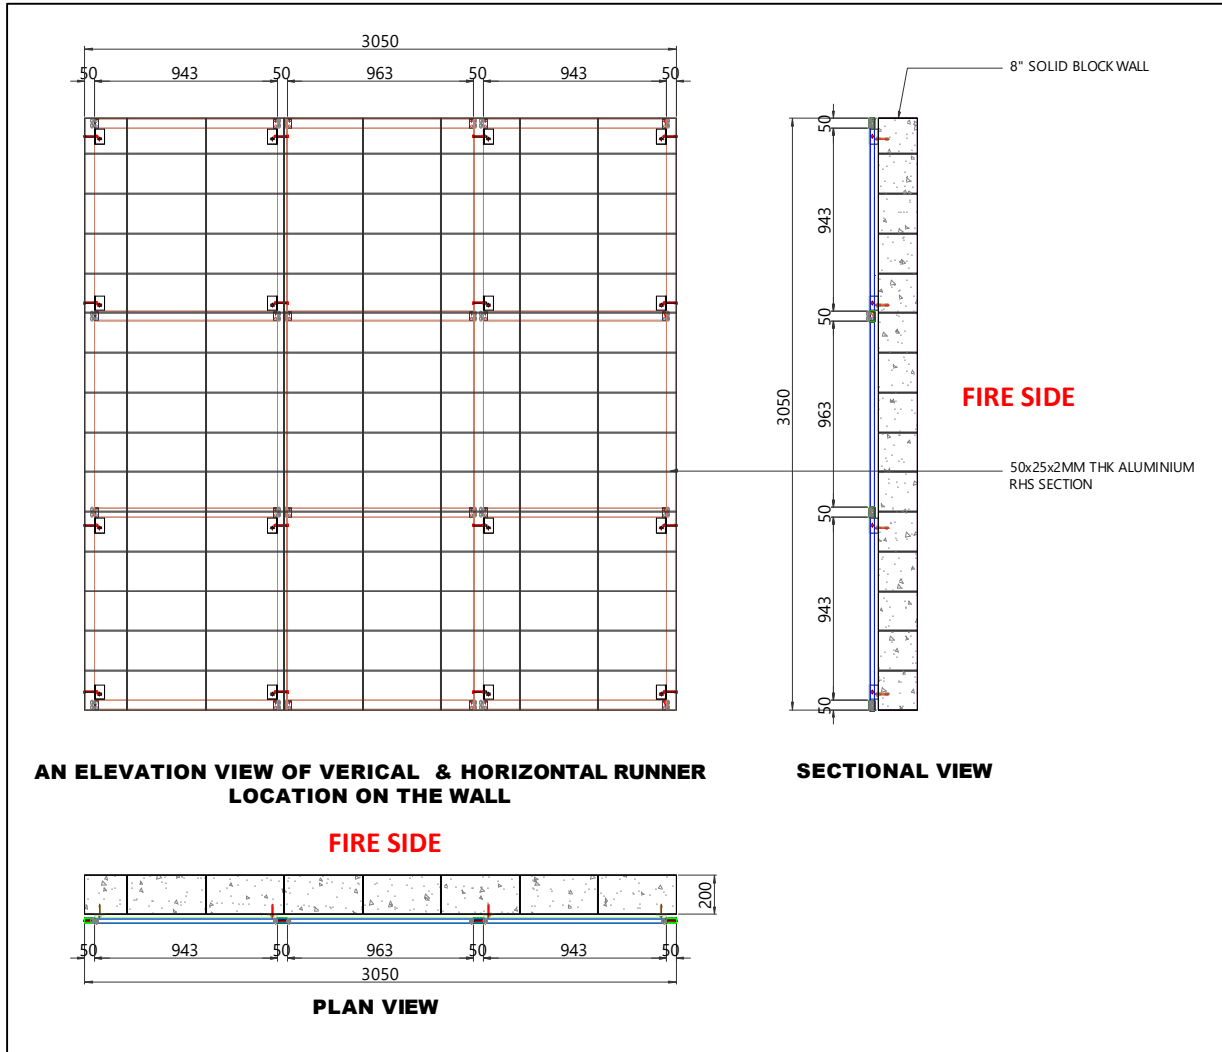 3050
50 943 50 963 50 943 50
8" SOLID BLOCK WALL
50
943
50
3050
963
FIRE SIDE
50x25x2MM THK ALUMINIUM
RHS SECTION
50
943
50
AN ELEVATION VIEW OF VERICAL & HORIZONTAL RUNNER
LOCATION ON THE WALL
SECTIONAL VIEW
FIRE SIDE
200
50 943 50 963 50 943 50
3050
PLAN VIEW